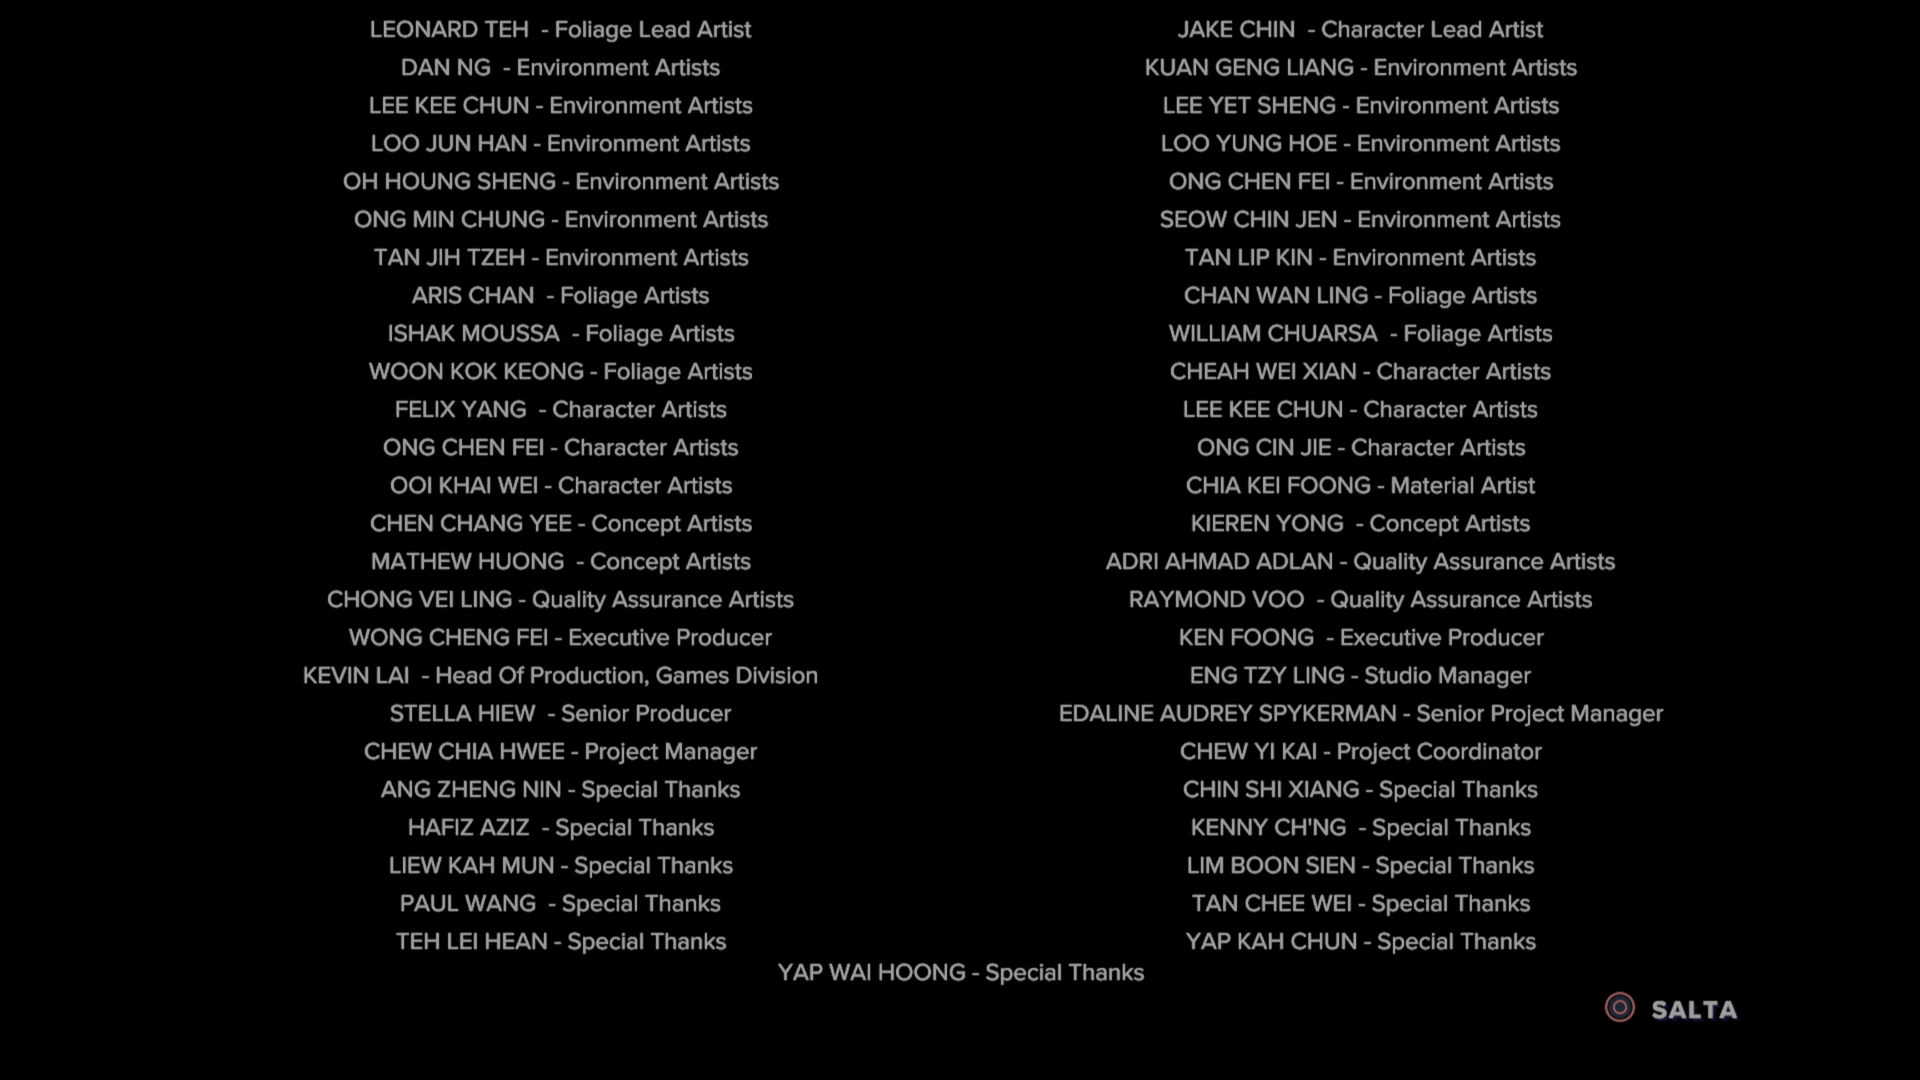 LEONARD TEH - Foliage Lead Artist
JAKE CHIN - Character Lead Artist
DAN NG - Environment Artists
KUAN GENG LIANG - Environment Artists
LEE KEE CHUN - Environment Artists
LEE YET SHENG - Environment Artists
LOO JUN HAN - Environment Artists
LOO YUNG HOE - Environment Artists
OH HOUNG SHENG - Environment Artists
ONG CHEN FEI - Environment Artists
ONG MIN CHUNG - Environment Artists
SEOW CHIN JEN - Environment Artists
TAN JIH TZEH - Environment Artists
TAN LIP KIN - Environment Artists
ARIS CHAN - Foliage Artists
CHAN WAN LING - Foliage Artists
ISHAK MOUSSA - Foliage Artists
WILLIAM CHUARSA - Foliage Artists
WOON KOK KEONG - Foliage Artists
CHEAH WEI XIAN - Character Artists
FELIX YANG - Character Artists
LEE KEE CHUN - Character Artists
ONG CHEN FEI - Character Artists
ONG CIN JIE - Character Artists
OOI KHAI WEI - Character Artists
CHIA KEI FOONG - Material Artist
CHEN CHANG YEE - Concept Artists
KIEREN YONG - Concept Artists
MATHEW HUONG - Concept Artists
ADRI AHMAD ADLAN - Quality Assurance Artists
CHONG VEI LING - Quality Assurance Artists
RAYMOND VOO - Quality Assurance Artists
WONG CHENG FEI - Executive Producer
KEN FOONG - Executive Producer
KEVIN LAI - Head Of Production, Games Division
ENG TZY LING - Studio Manager
STELLA HIEW - Senior Producer
EDALINE AUDREY SPYKERMAN - Senior Project Manager
CHEW CHIA HWEE - Project Manager
CHEW YI KAI - Project Coordinator
ANG ZHENG NIN - Special Thanks
CHIN SHI XIANG - Special Thanks
HAFIZ AZIZ - Special Thanks
KENNY CH'NG - Special Thanks
LIEW KAH MUN - Special Thanks
LIM BOON SIEN - Special Thanks
PAUL WANG - Special Thanks
TAN CHEE WEI - Special Thanks
TEH LEI HEAN - Special Thanks
YAP KAH CHUN - Special Thanks
YAP WAI HOONG - Special Thanks
SALTA